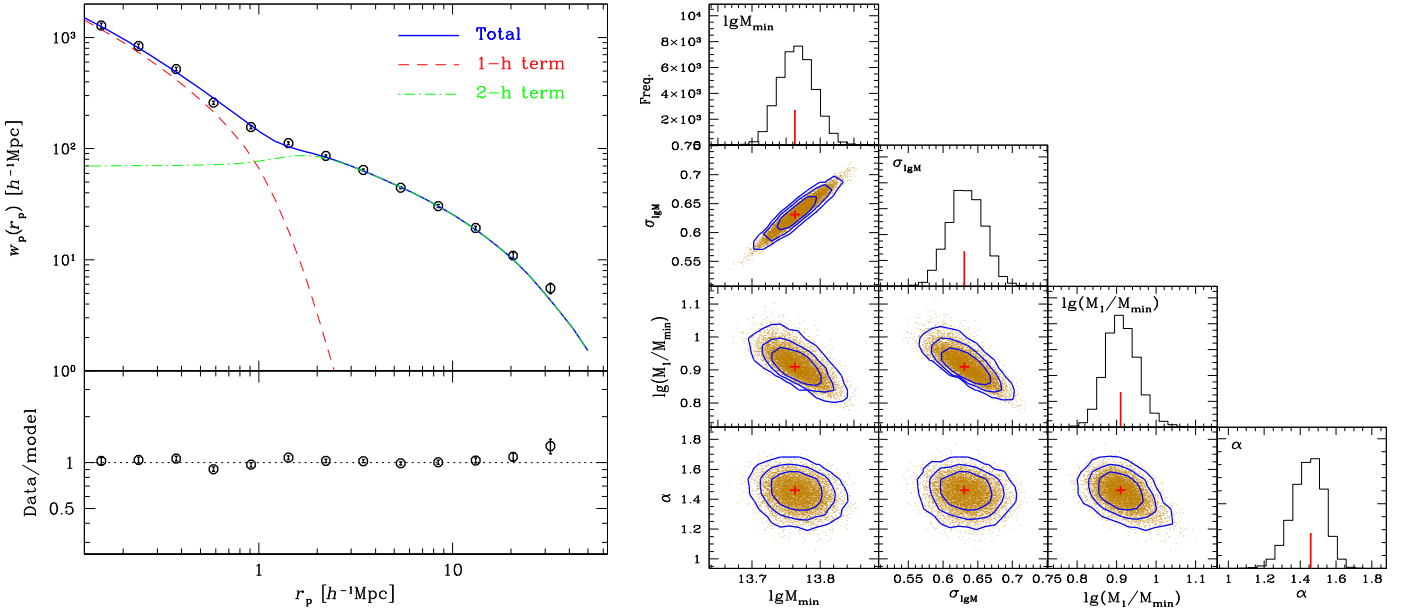 Total
1-h term
2-h term
10³
10²
10¹
10⁰
w_p(r_p) [h⁻¹Mpc]
Data/model
1
0.5
1
10
r_p [h⁻¹Mpc]
lgM_min
Freq.
10⁴
8×10³
6×10³
4×10³
2×10³
0
0.75
0.7
0.65
0.6
0.55
σ_lgM
σ_lgM
1.1
1
0.9
0.8
lg(M₁/M_min)
lg(M₁/M_min)
1.8
1.6
1.4
1.2
1
α
α
13.7
13.8
0.55
0.6
0.65
0.7
0.75
0.8
0.9
1
1.1
1
1.2
1.4
1.6
1.8
lgM_min
σ_lgM
lg(M₁/M_min)
α